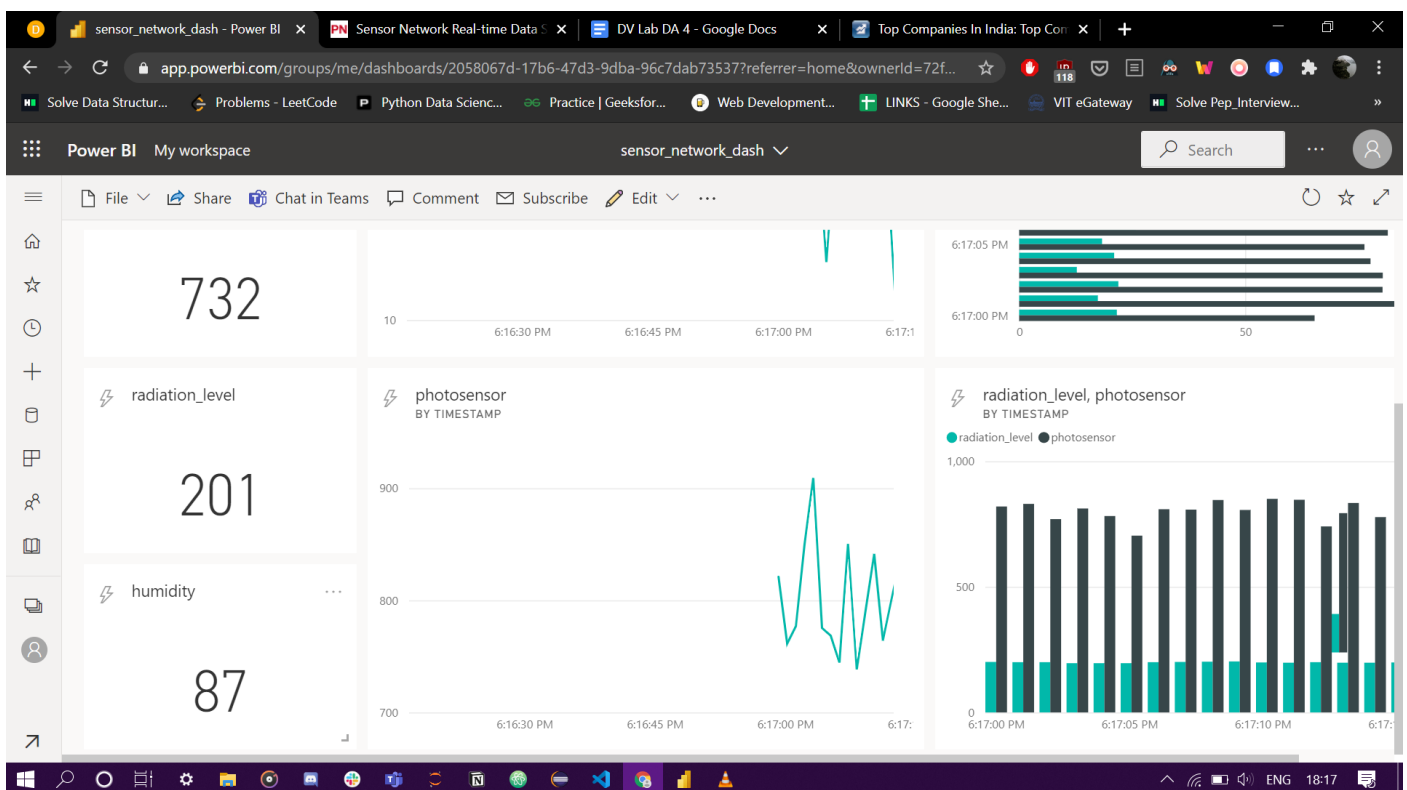 D
sensor_network_dash - Power BI
PN Sensor Network Real-time Data S
DV Lab DA 4 - Google Docs
Top Companies In India: Top Com
app.powerbi.com/groups/me/dashboards/2058067d-17b6-47d3-9dba-96c7dab73537?referrer=home&ownerId=72f...
118
Solve Data Structur...
Problems - LeetCode
Python Data Scienc...
Practice | Geeksfor...
Web Development...
LINKS - Google She...
VIT eGateway
Solve Pep_Interview...
»
Power BI My workspace
sensor_network_dash
Search
File
Share
Chat in Teams
Comment
Subscribe
Edit
732
10
6:16:30 PM 6:16:45 PM 6:17:00 PM 6:17:1
6:17:05 PM
6:17:00 PM
0 50
radiation_level
201
photosensor
BY TIMESTAMP
900
800
700
6:16:30 PM 6:16:45 PM 6:17:00 PM 6:17:
radiation_level, photosensor
BY TIMESTAMP
radiation_level photosensor
1,000
500
0
6:17:00 PM 6:17:05 PM 6:17:10 PM 6:17:
humidity
87
ENG 18:17